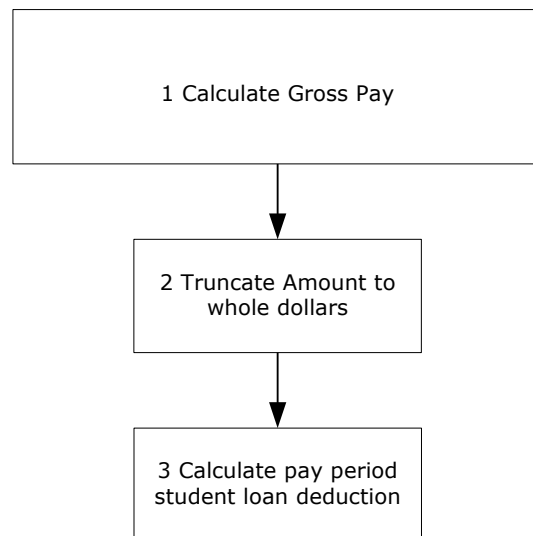 1 Calculate Gross Pay
2 Truncate Amount to
whole dollars
3 Calculate pay period
student loan deduction